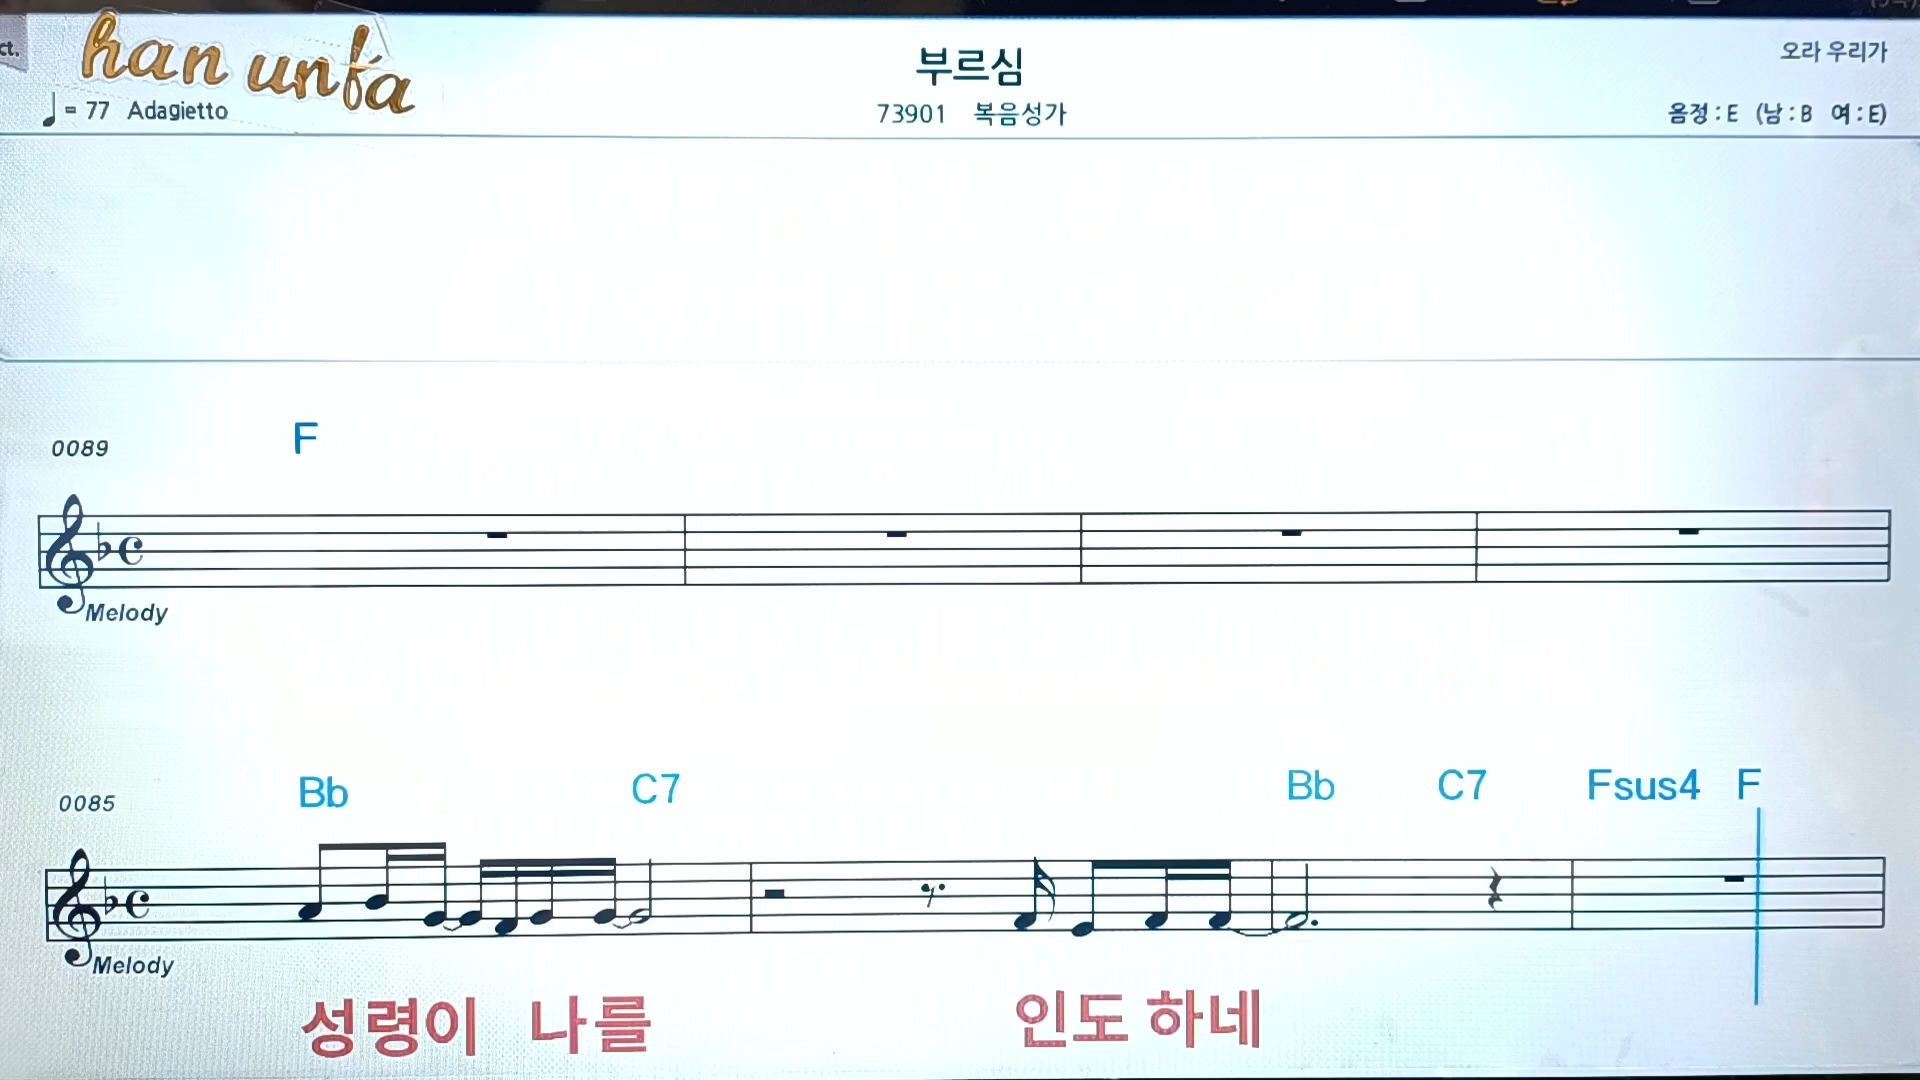 ct.
han unfa
부르심
오라 우리가
= 77 Adagietto
73901 복음성가
음정 : E (남 : B 여 : E)
0089 F
Melody
0085 Bb C7 Bb C7 Fsus4 F
Melody
성령이 나를 인도 하네